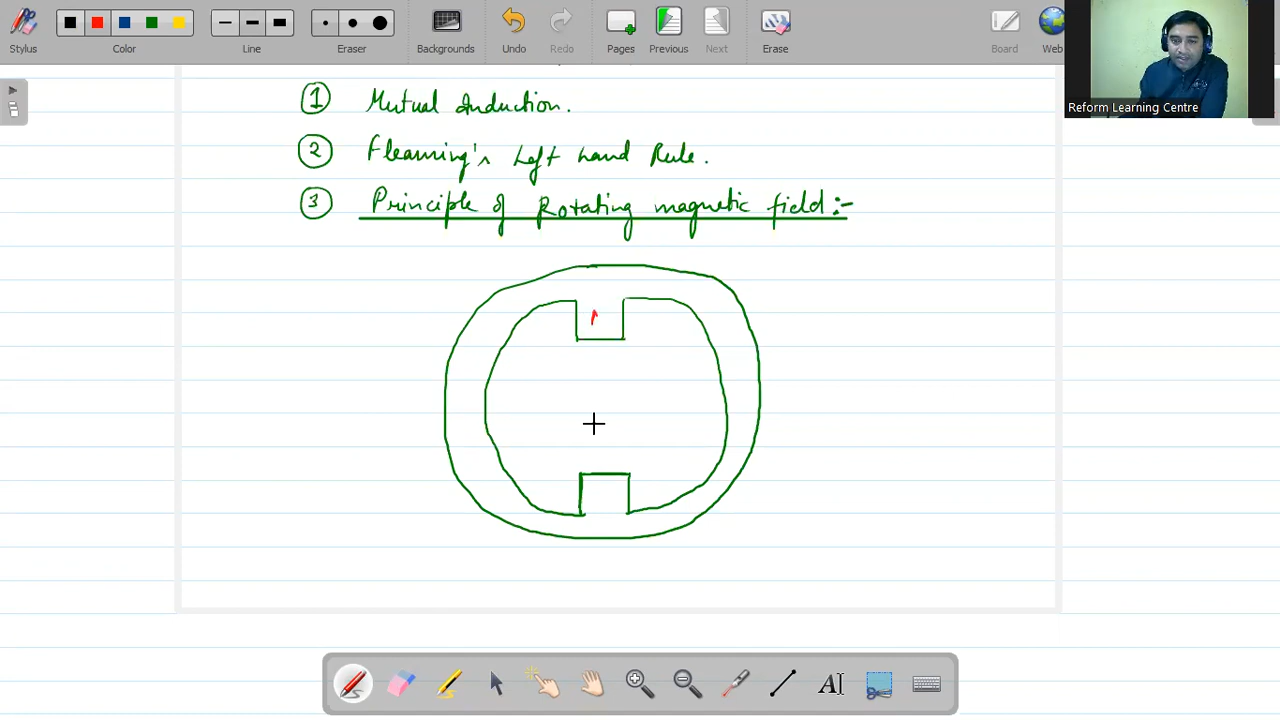 Stylus Color Line Eraser Backgrounds Undo Redo Pages Previous Next Erase Board Web
Reform Learning Centre
1 Mutual Induction.
2 Fleaming's Left Hand Rule.
3 Principle of Rotating magnetic field :-